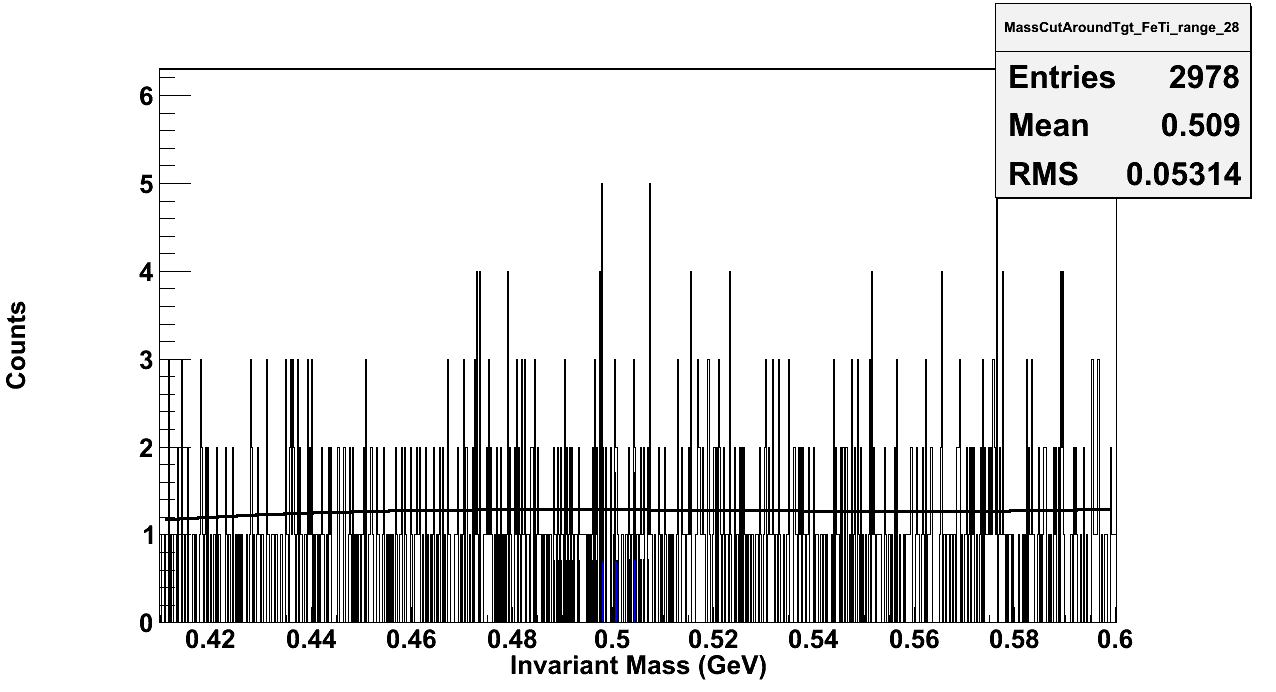 MassCutAroundTgt_FeTi_range_28
Entries 2978
Mean 0.509
RMS 0.05314
6
5
4
3
2
1
0
Counts
0.42 0.44 0.46 0.48 0.5 0.52 0.54 0.56 0.58 0.6
Invariant Mass (GeV)